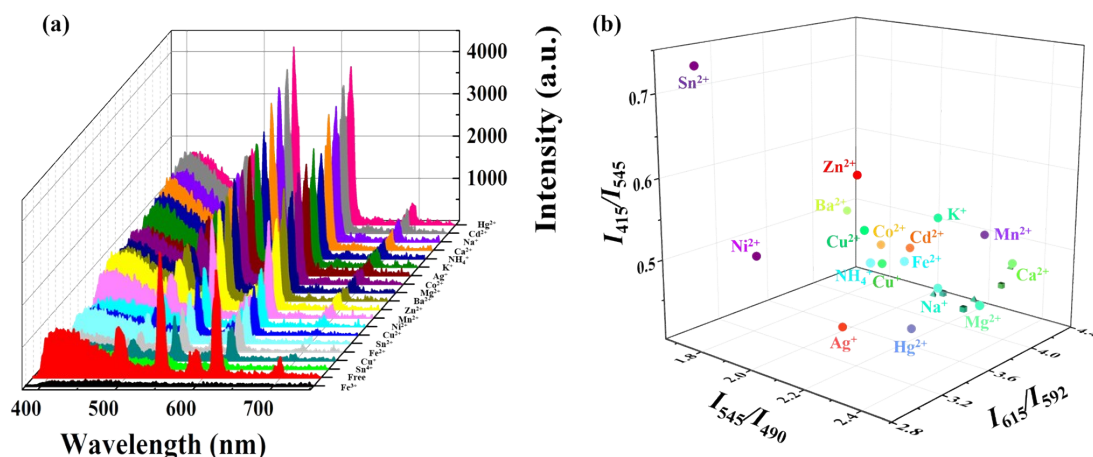 (a)
4000
3000
2000
1000
Intensity (a.u.)
Hg²⁺
Cd²⁺
Na⁺
Ca²⁺
NH₄⁺
K⁺
Ag⁺
Co²⁺
Mg²⁺
Ba²⁺
Zn²⁺
Mn²⁺
Ni²⁺
Cu²⁺
Sn²⁺
Fe²⁺
Cu⁺
Sn⁴⁺
Free
Fe³⁺
400 500 600 700
Wavelength (nm)
(b)
0.7
0.6
0.5
I₄₁₅/I₅₄₅
Sn²⁺
Zn²⁺
Ba²⁺
K⁺
Ni²⁺
Cu²⁺
Co²⁺
Cd²⁺
Mn²⁺
NH₄⁺
Cu⁺
Fe²⁺
Ca²⁺
Na⁺
Mg²⁺
Ag⁺
Hg²⁺
1.8 2.0 2.2 2.4
I₅₄₅/I₄₉₀
2.8 3.2 3.6 4.0 4.4
I₆₁₅/I₅₉₂